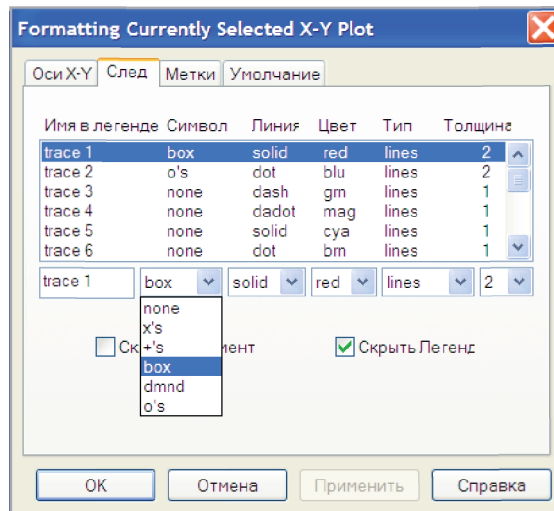 Formatting Currently Selected X-Y Plot
Оси X-Y След Метки Умолчание
Имя в легенде Символ Линия Цвет Тип Толщина
trace 1 box solid red lines 2
trace 2 o's dot blu lines 2
trace 3 none dash grn lines 1
trace 4 none dadot mag lines 1
trace 5 none solid cya lines 1
trace 6 none dot brn lines 1
trace 1 box solid red lines 2
none
x's
+'s
box
dmnd
o's
Ск мент Скрыть Легенд
OK Отмена Применить Справка